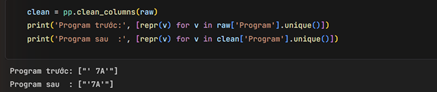 clean = pp.clean_columns(raw)
print('Program trước:', [repr(v) for v in raw['Program'].unique()])
print('Program sau  :', [repr(v) for v in clean['Program'].unique()])
Program trước: ["' 7A'"]
Program sau  : ["'7A'"]